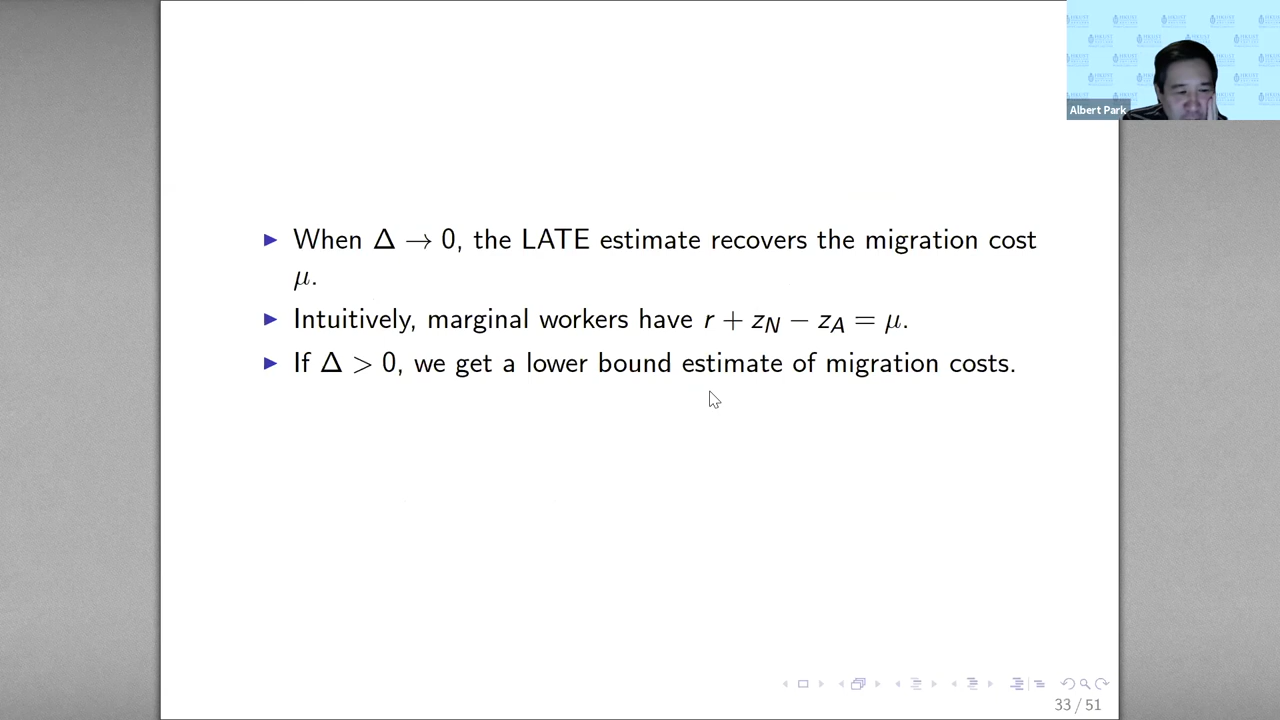 Albert Park
▶ When Δ → 0, the LATE estimate recovers the migration cost
μ.
▶ Intuitively, marginal workers have r + z_N − z_A = μ.
▶ If Δ > 0, we get a lower bound estimate of migration costs.
33 / 51